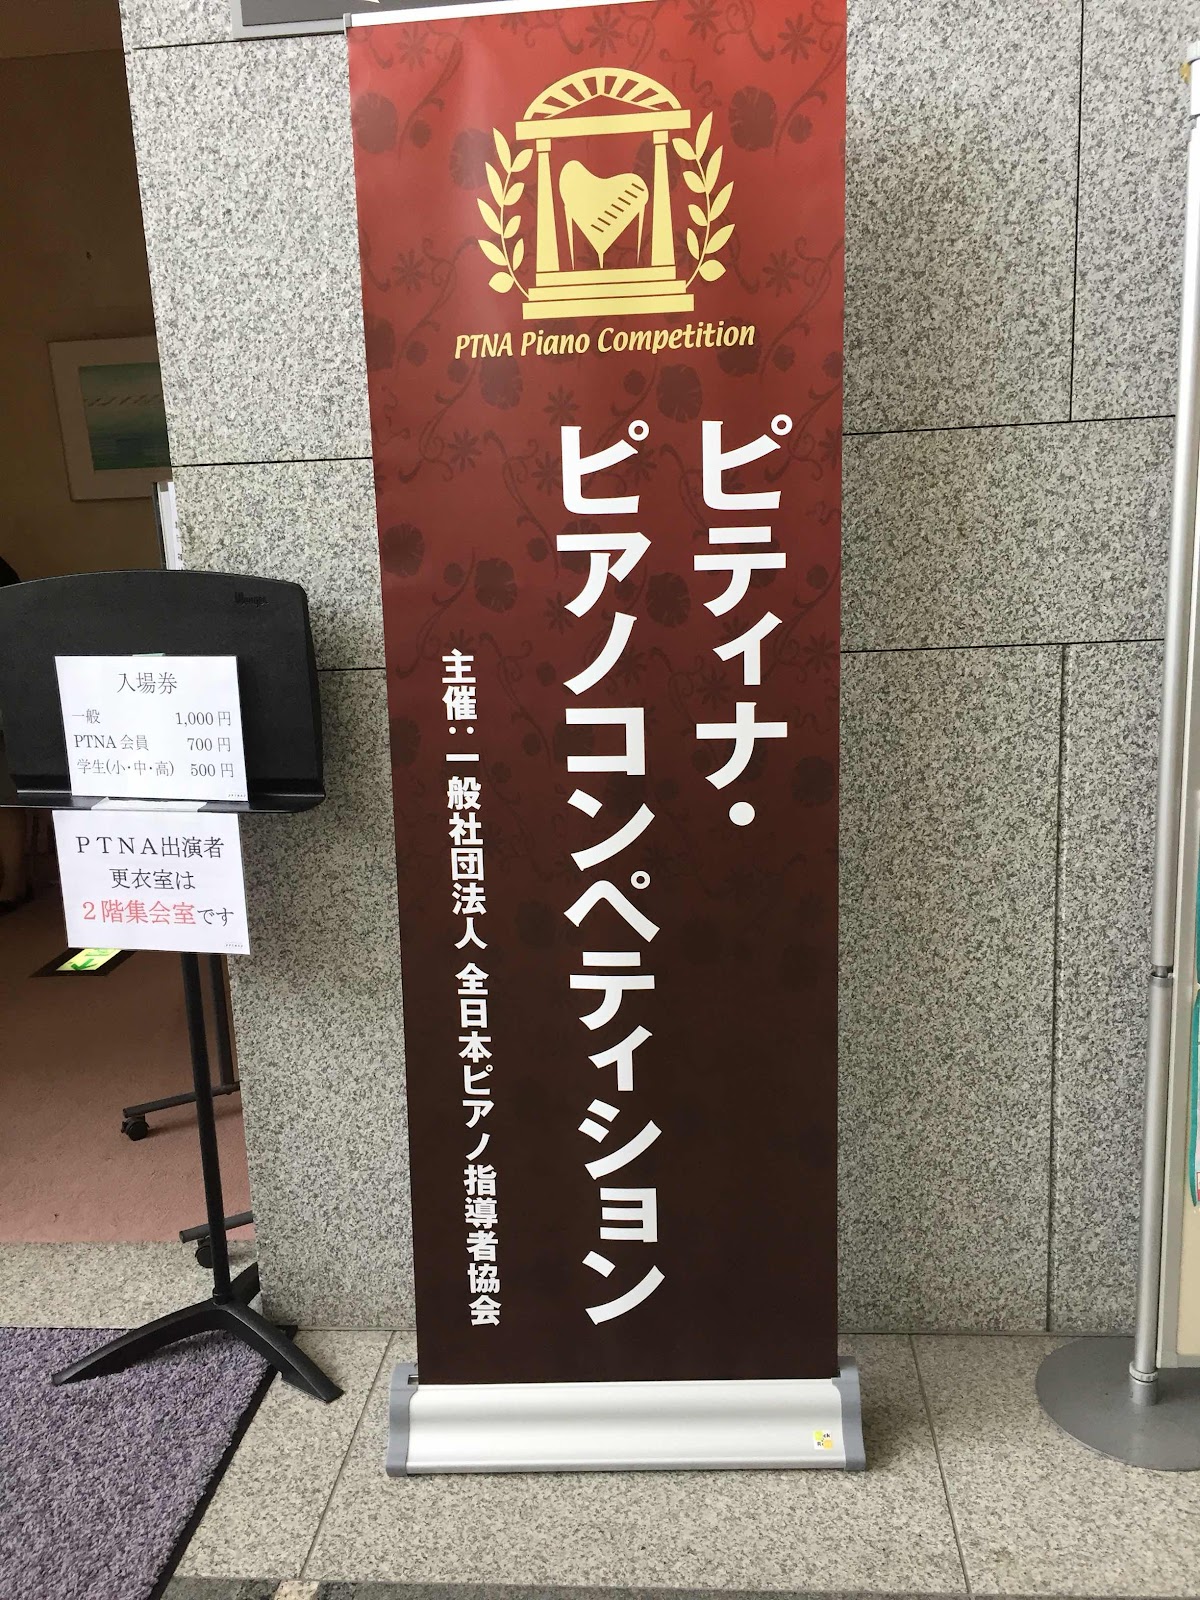 PTNA Piano Competition
ピティナ・
ピアノコンペティション
主催:一般社団法人 全日本ピアノ指導者協会
Wenger
入場券
一般 1,000円
PTNA会員 700円
学生(小・中・高) 500円
PTNA出演者
更衣室は
2階集会室です